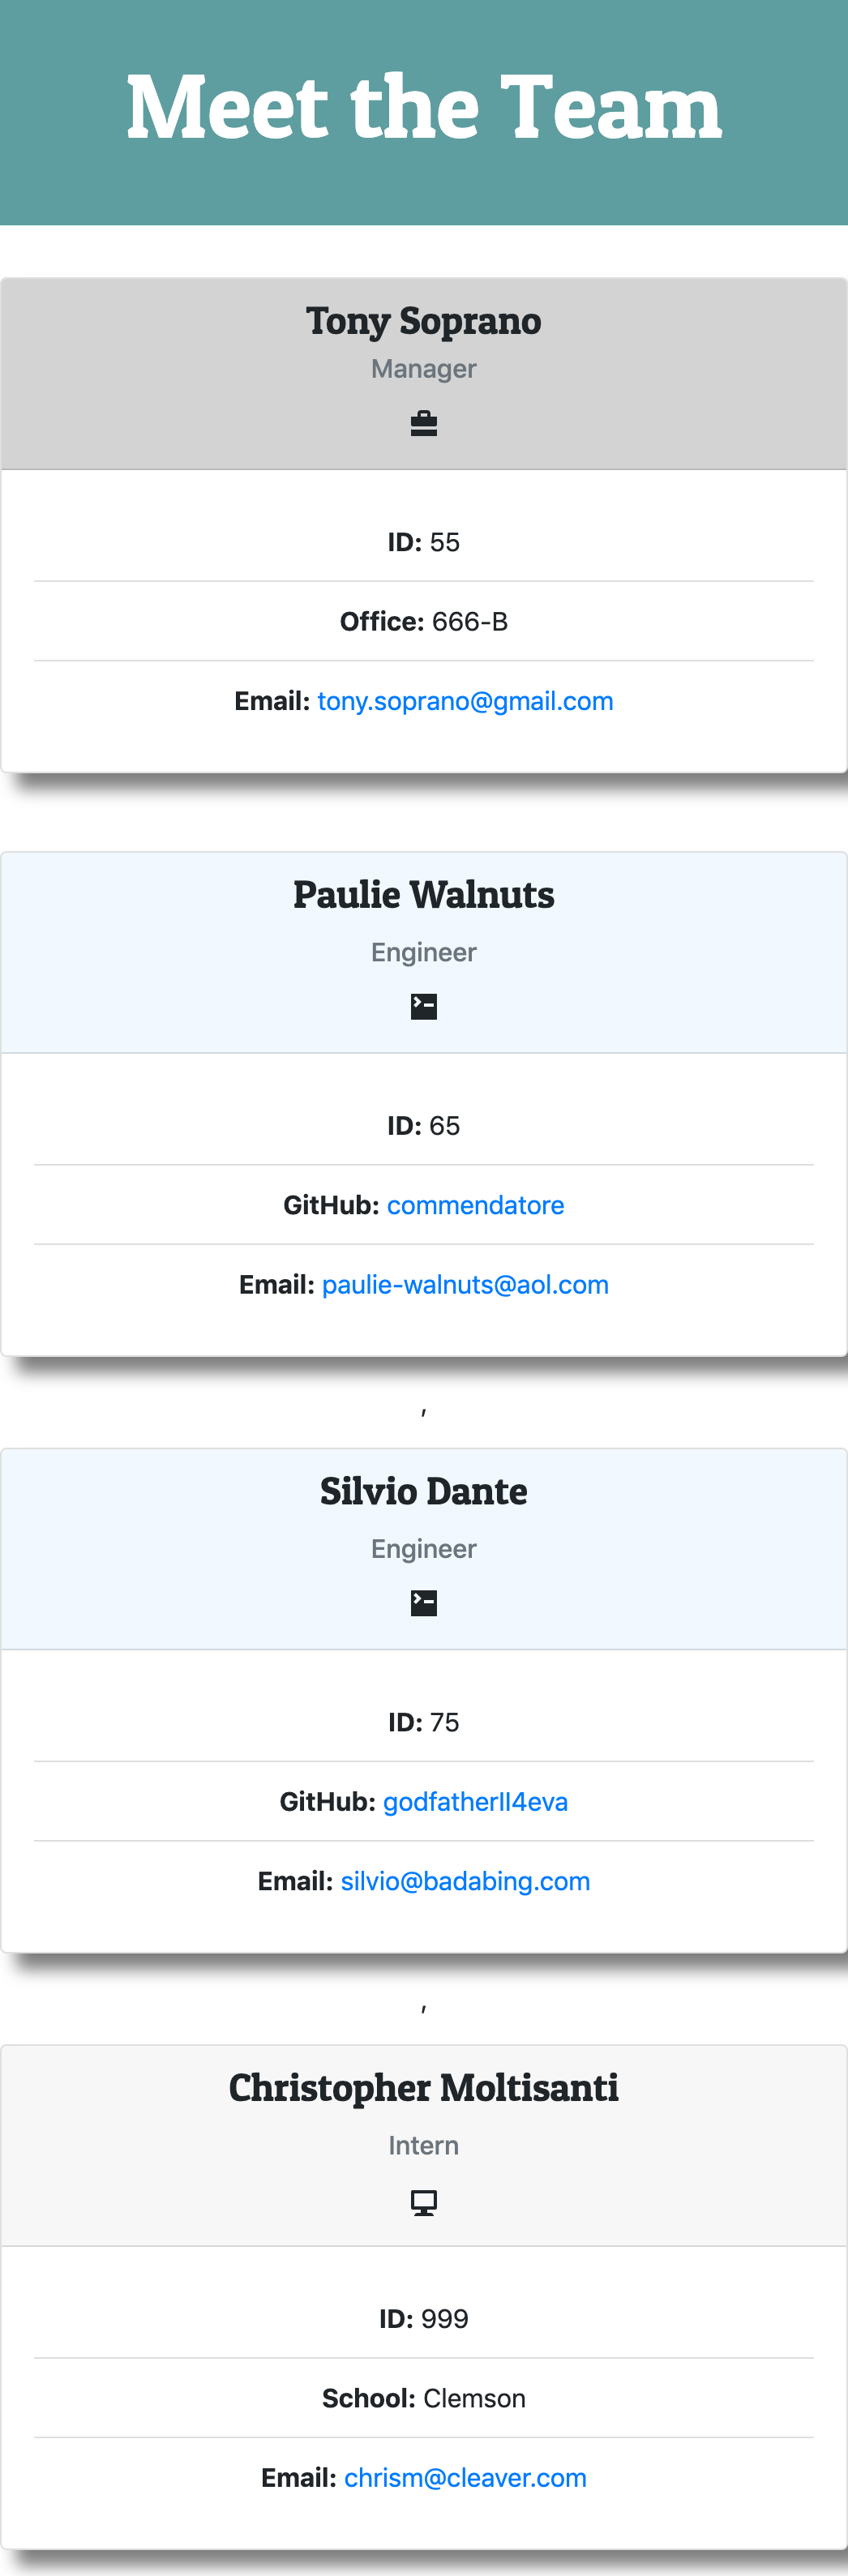 Meet the Team
Tony Soprano
Manager
ID: 55
Office: 666-B
Email: tony.soprano@gmail.com
Paulie Walnuts
Engineer
ID: 65
GitHub: commendatore
Email: paulie-walnuts@aol.com
,
Silvio Dante
Engineer
ID: 75
GitHub: godfatherII4eva
Email: silvio@badabing.com
,
Christopher Moltisanti
Intern
ID: 999
School: Clemson
Email: chrism@cleaver.com